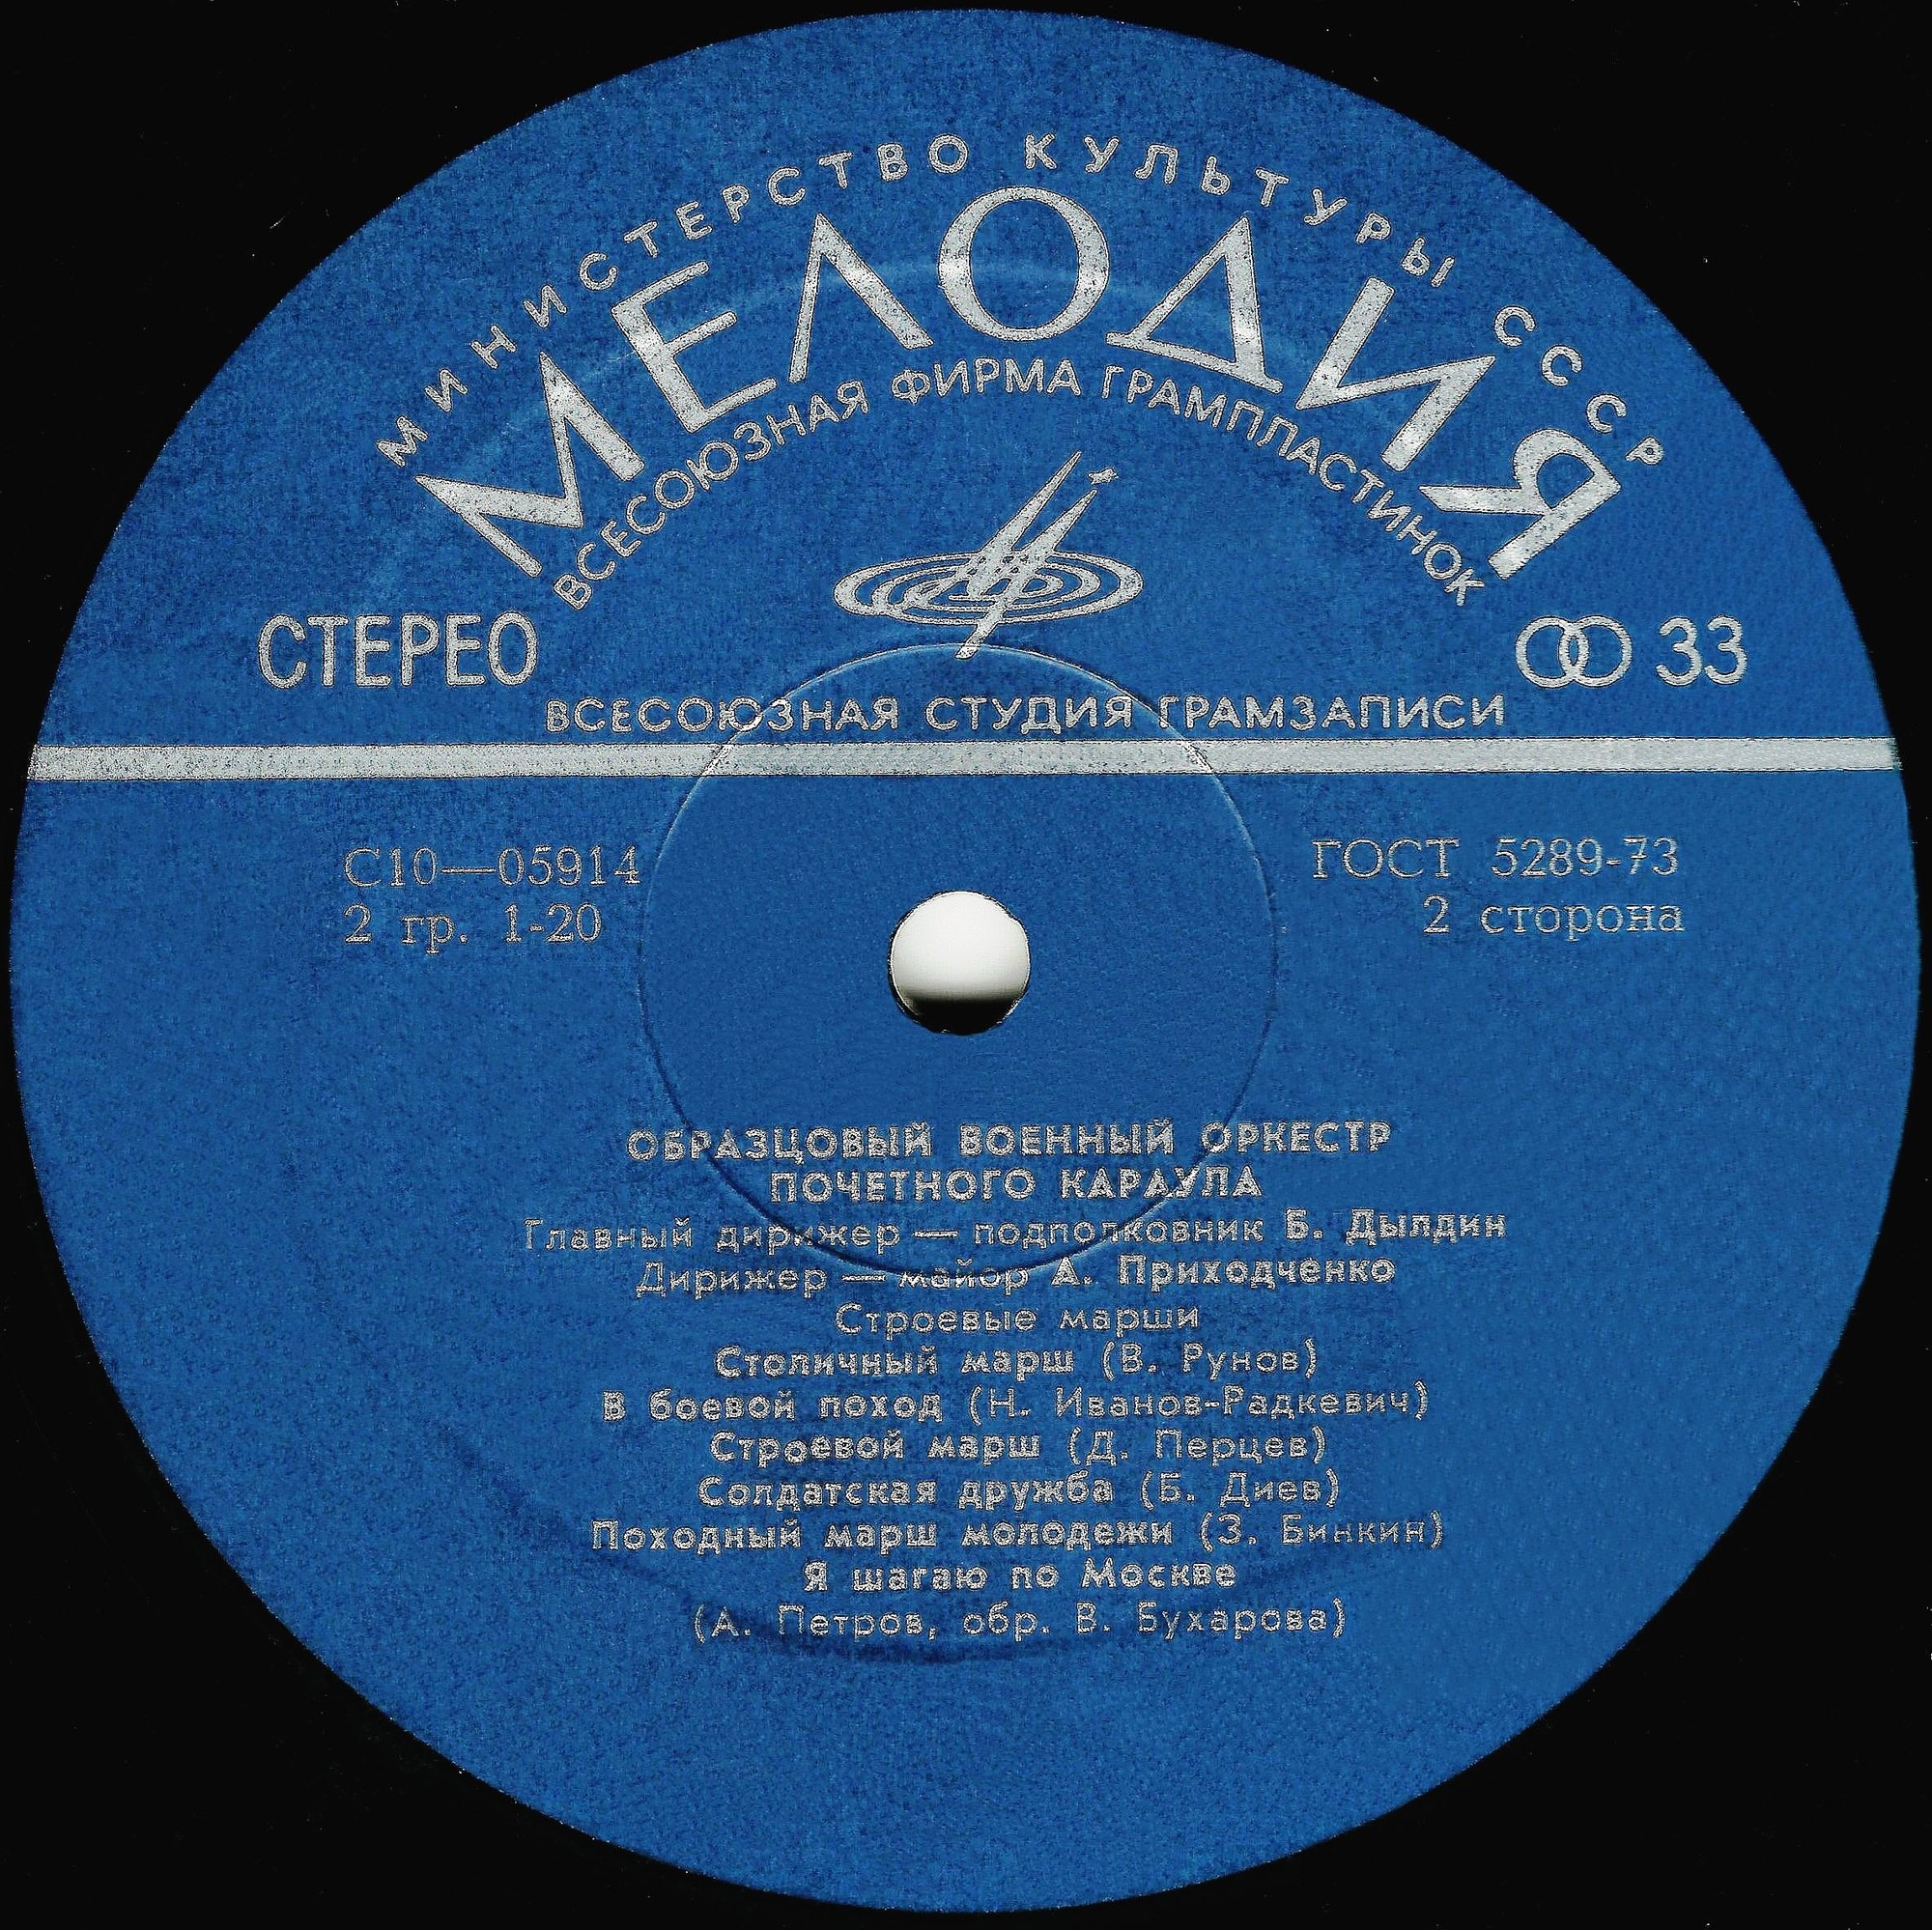 МИНИСТЕРСТВО КУЛЬТУРЫ СССР
МЕЛОДИЯ
ВСЕСОЮЗНАЯ ФИРМА ГРАМПЛАСТИНОК
СТЕРЕО
33
ВСЕСОЮЗНАЯ СТУДИЯ ГРАМЗАПИСИ
С10—05914
ГОСТ 5289-73
2 гр. 1-20
2 сторона
ОБРАЗЦОВЫЙ ВОЕННЫЙ ОРКЕСТР
ПОЧЕТНОГО КАРАУЛА
Главный дирижер — подполковник Б. Дылдин
Дирижер — майор А. Приходченко
Строевые марши
Столичный марш (В. Рунов)
В боевой поход (Н. Иванов-Радкевич)
Строевой марш (Д. Перцев)
Солдатская дружба (Б. Диев)
Походный марш молодежи (З. Бинкин)
Я шагаю по Москве
(А. Петров, обр. В. Бухарова)